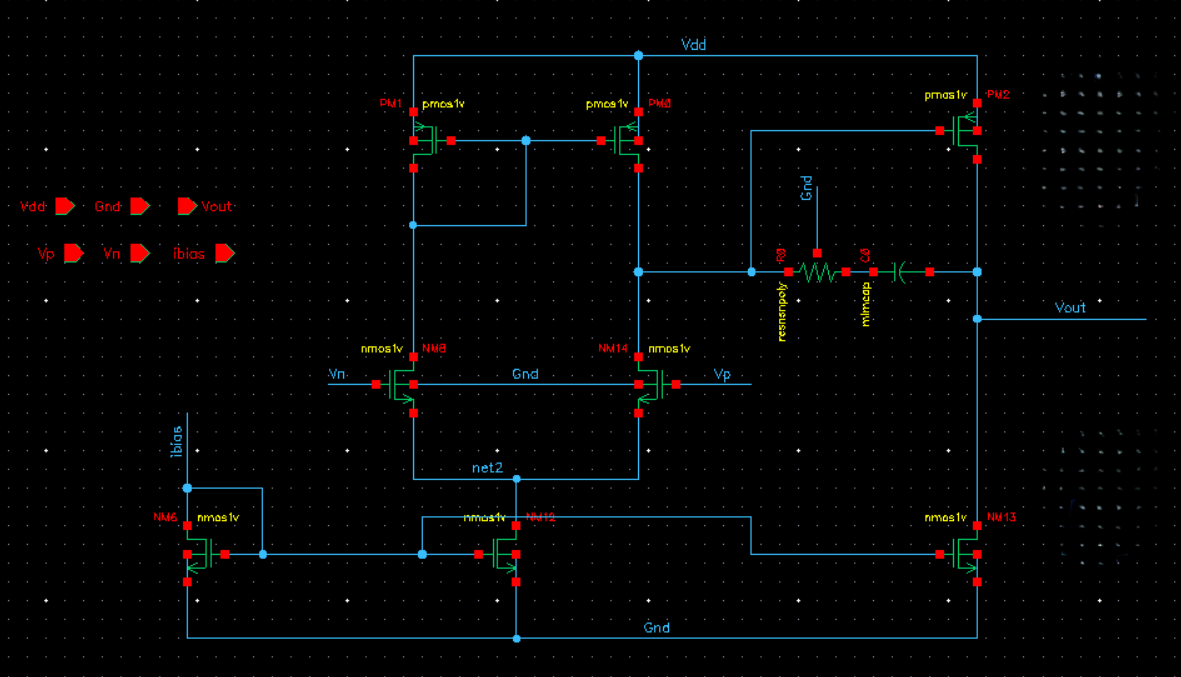 Vdd
PM1 pmos1v
pmos1v PM0
pmos1v PM2
Vdd Gnd Vout
Gnd
Vp Vn ibias
R0
C0
resnsnpoly
mimcap
Vout
nmos1v
NM14 nmos1v
Vn
Gnd
Vp
ibias
net2
NM6 nmos1v
nmos1v NM12
nmos1v NM13
Gnd